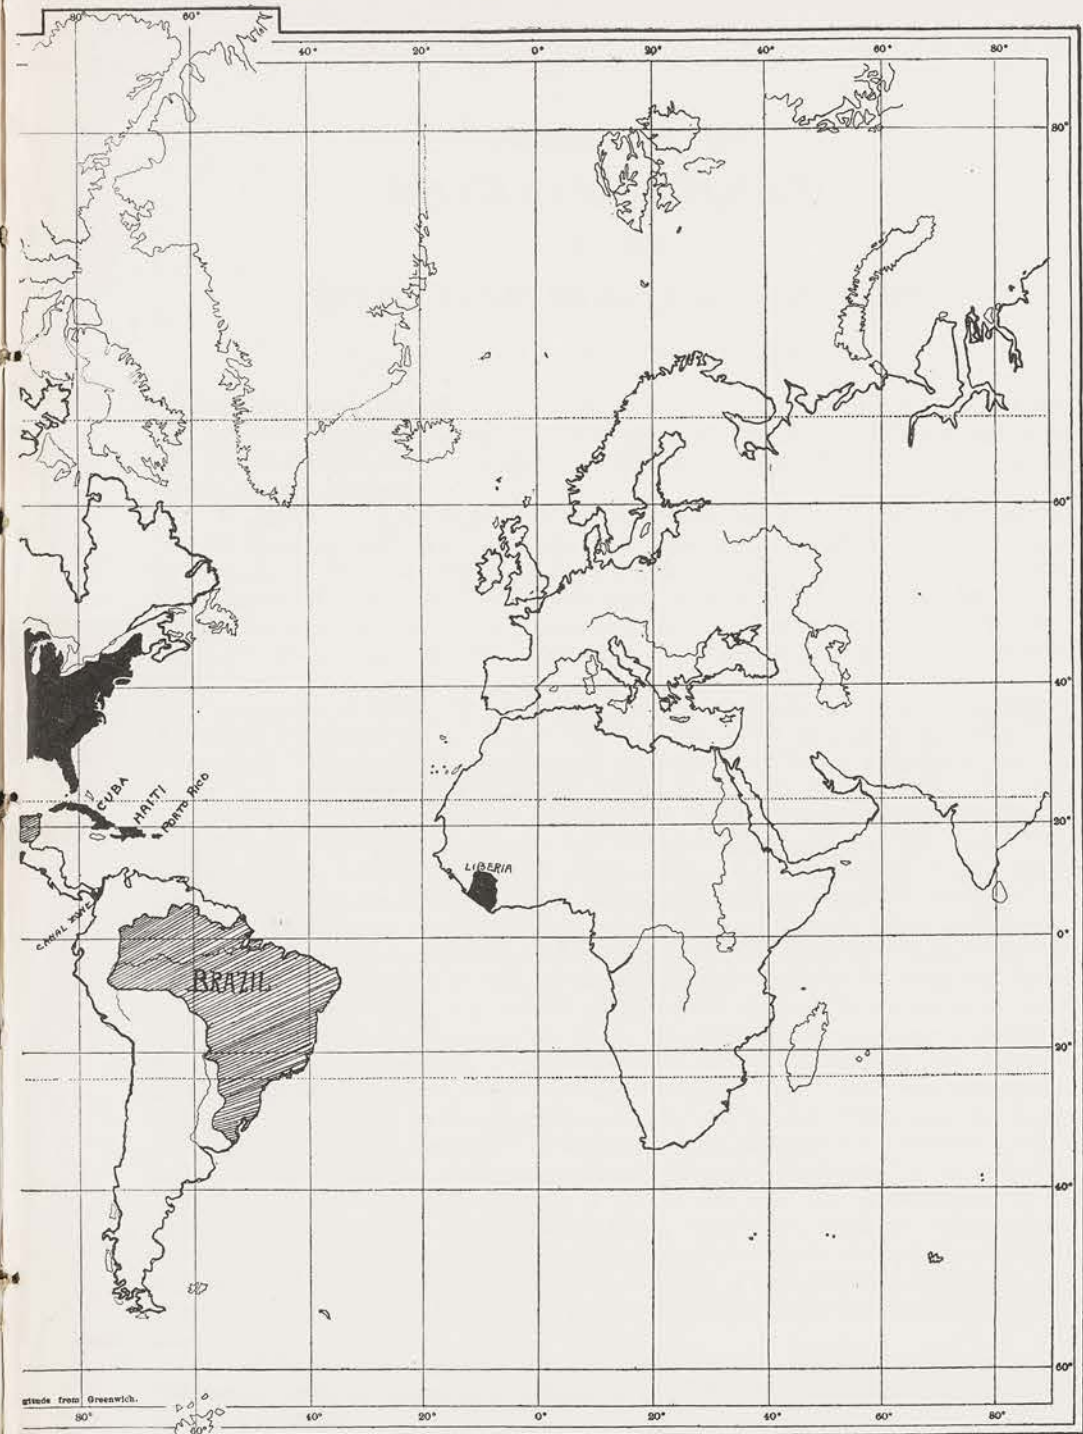 80° 60°
40° 20° 0° 20° 40° 60° 80°
80°
60°
40°
CUBA
HAITI
PORTO RICO
20°
LIBERIA
CANAL ZONE
0°
BRAZIL
20°
40°
60°
gitude from Greenwich.
80° 60° 40° 20° 0° 20° 40° 60° 80°